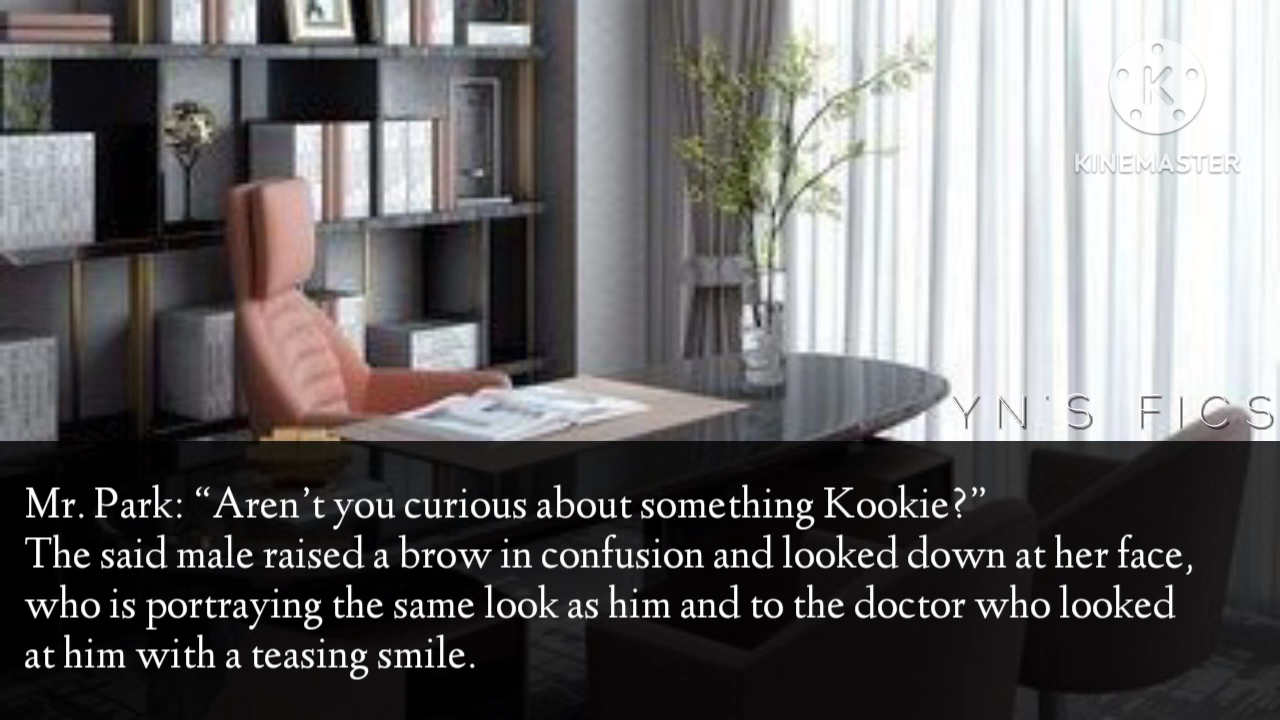 K
KINEMASTER
YN'S FICS
Mr. Park: “Aren’t you curious about something Kookie?”
The said male raised a brow in confusion and looked down at her face,
who is portraying the same look as him and to the doctor who looked
at him with a teasing smile.